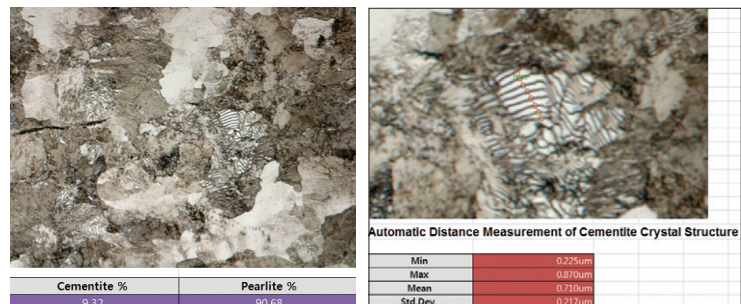 Cementite % Pearlite %
9.32 90.68
Automatic Distance Measurement of Cementite Crystal Structure
Min 0.225um
Max 0.870um
Mean 0.710um
Std.Dev. 0.217um